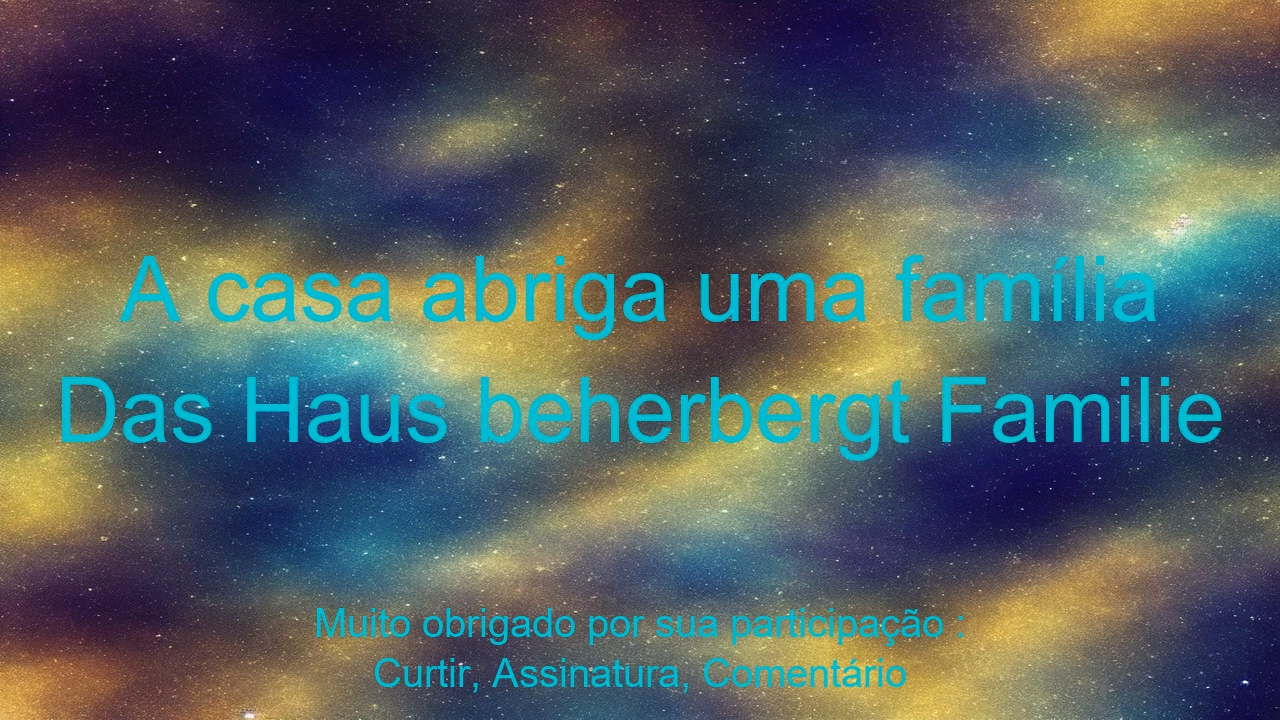 A casa abriga uma família
Das Haus beherbergt Familie
Muito obrigado por sua participação :
Curtir, Assinatura, Comentário